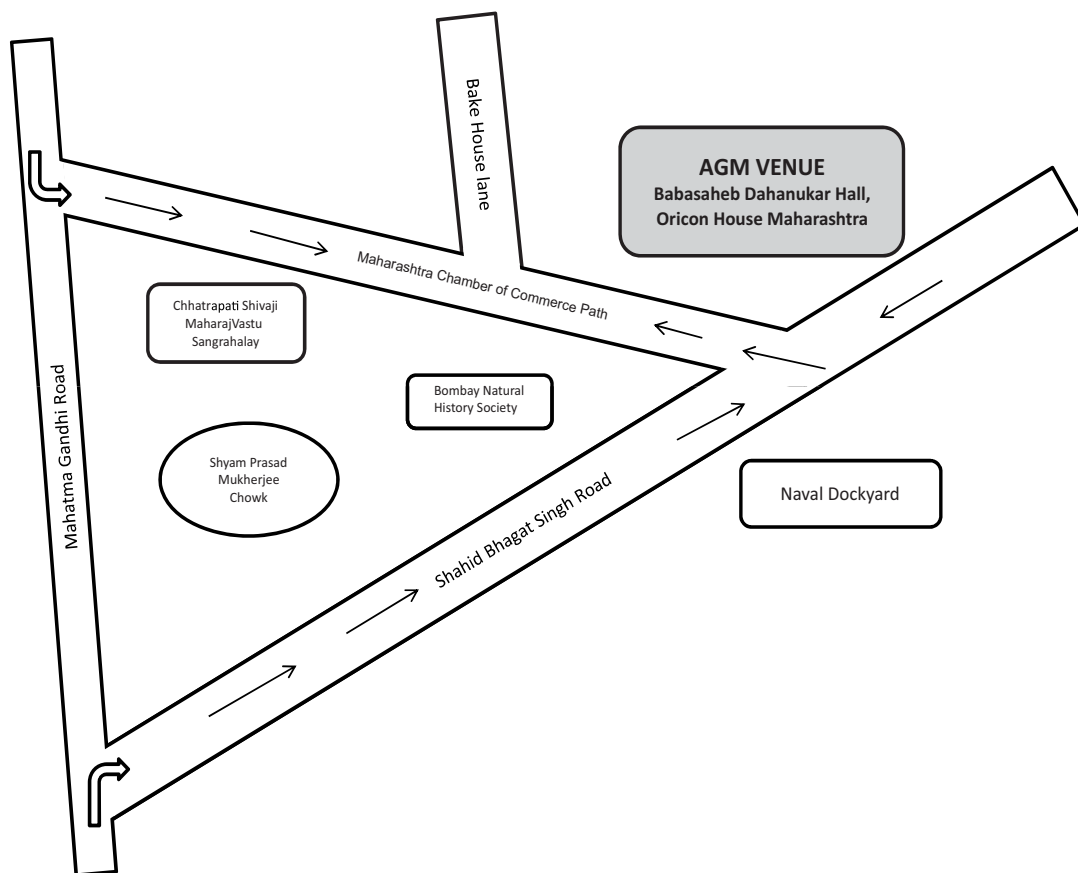 Bake House lane
AGM VENUE
Babasaheb Dahanukar Hall,
Oricon House Maharashtra
Maharashtra Chamber of Commerce Path
Chhatrapati Shivaji
MaharajVastu
Sangrahalay
Bombay Natural
History Society
Mahatma Gandhi Road
Shyam Prasad
Mukherjee
Chowk
Naval Dockyard
Shahid Bhagat Singh Road